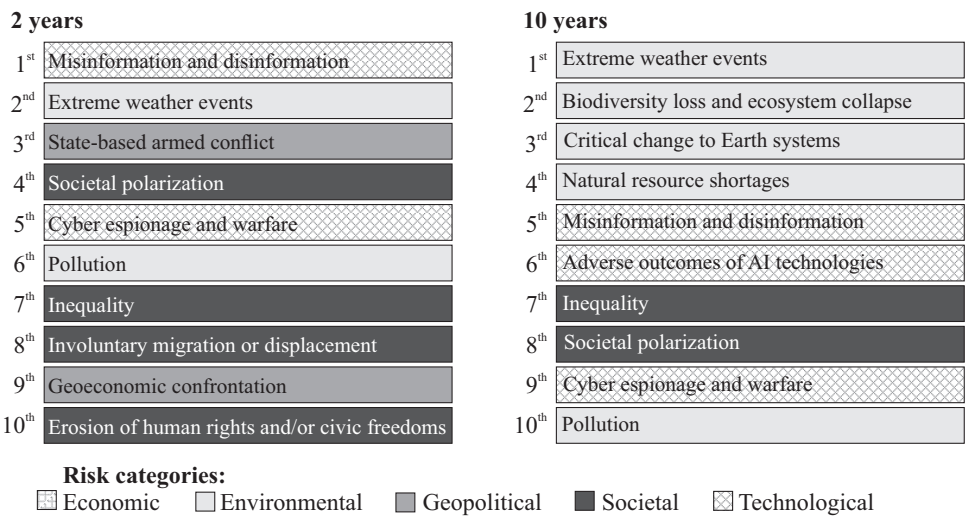 2 years
1st Misinformation and disinformation
2nd Extreme weather events
3rd State-based armed conflict
4th Societal polarization
5th Cyber espionage and warfare
6th Pollution
7th Inequality
8th Involuntary migration or displacement
9th Geoeconomic confrontation
10th Erosion of human rights and/or civic freedoms
10 years
1st Extreme weather events
2nd Biodiversity loss and ecosystem collapse
3rd Critical change to Earth systems
4th Natural resource shortages
5th Misinformation and disinformation
6th Adverse outcomes of AI technologies
7th Inequality
8th Societal polarization
9th Cyber espionage and warfare
10th Pollution
Risk categories:
Economic Environmental Geopolitical Societal Technological